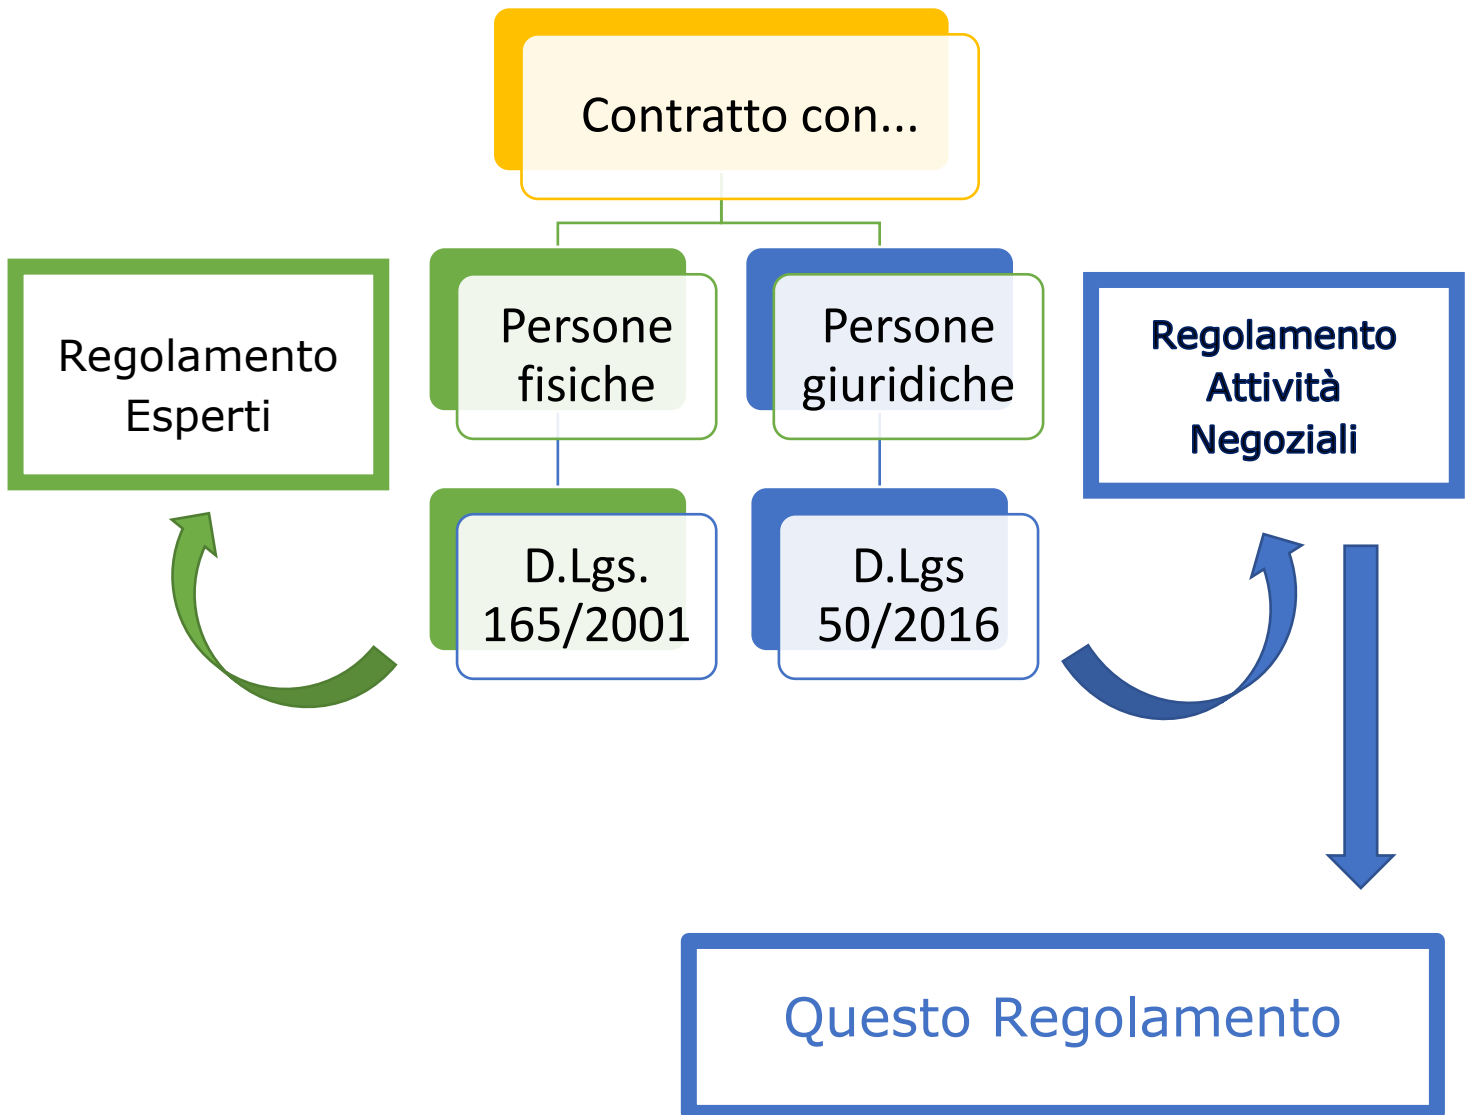 Contratto con...
Regolamento
Esperti
Persone
fisiche
Persone
giuridiche
Regolamento
Attività
Negoziali
D.Lgs.
165/2001
D.Lgs
50/2016
Questo Regolamento